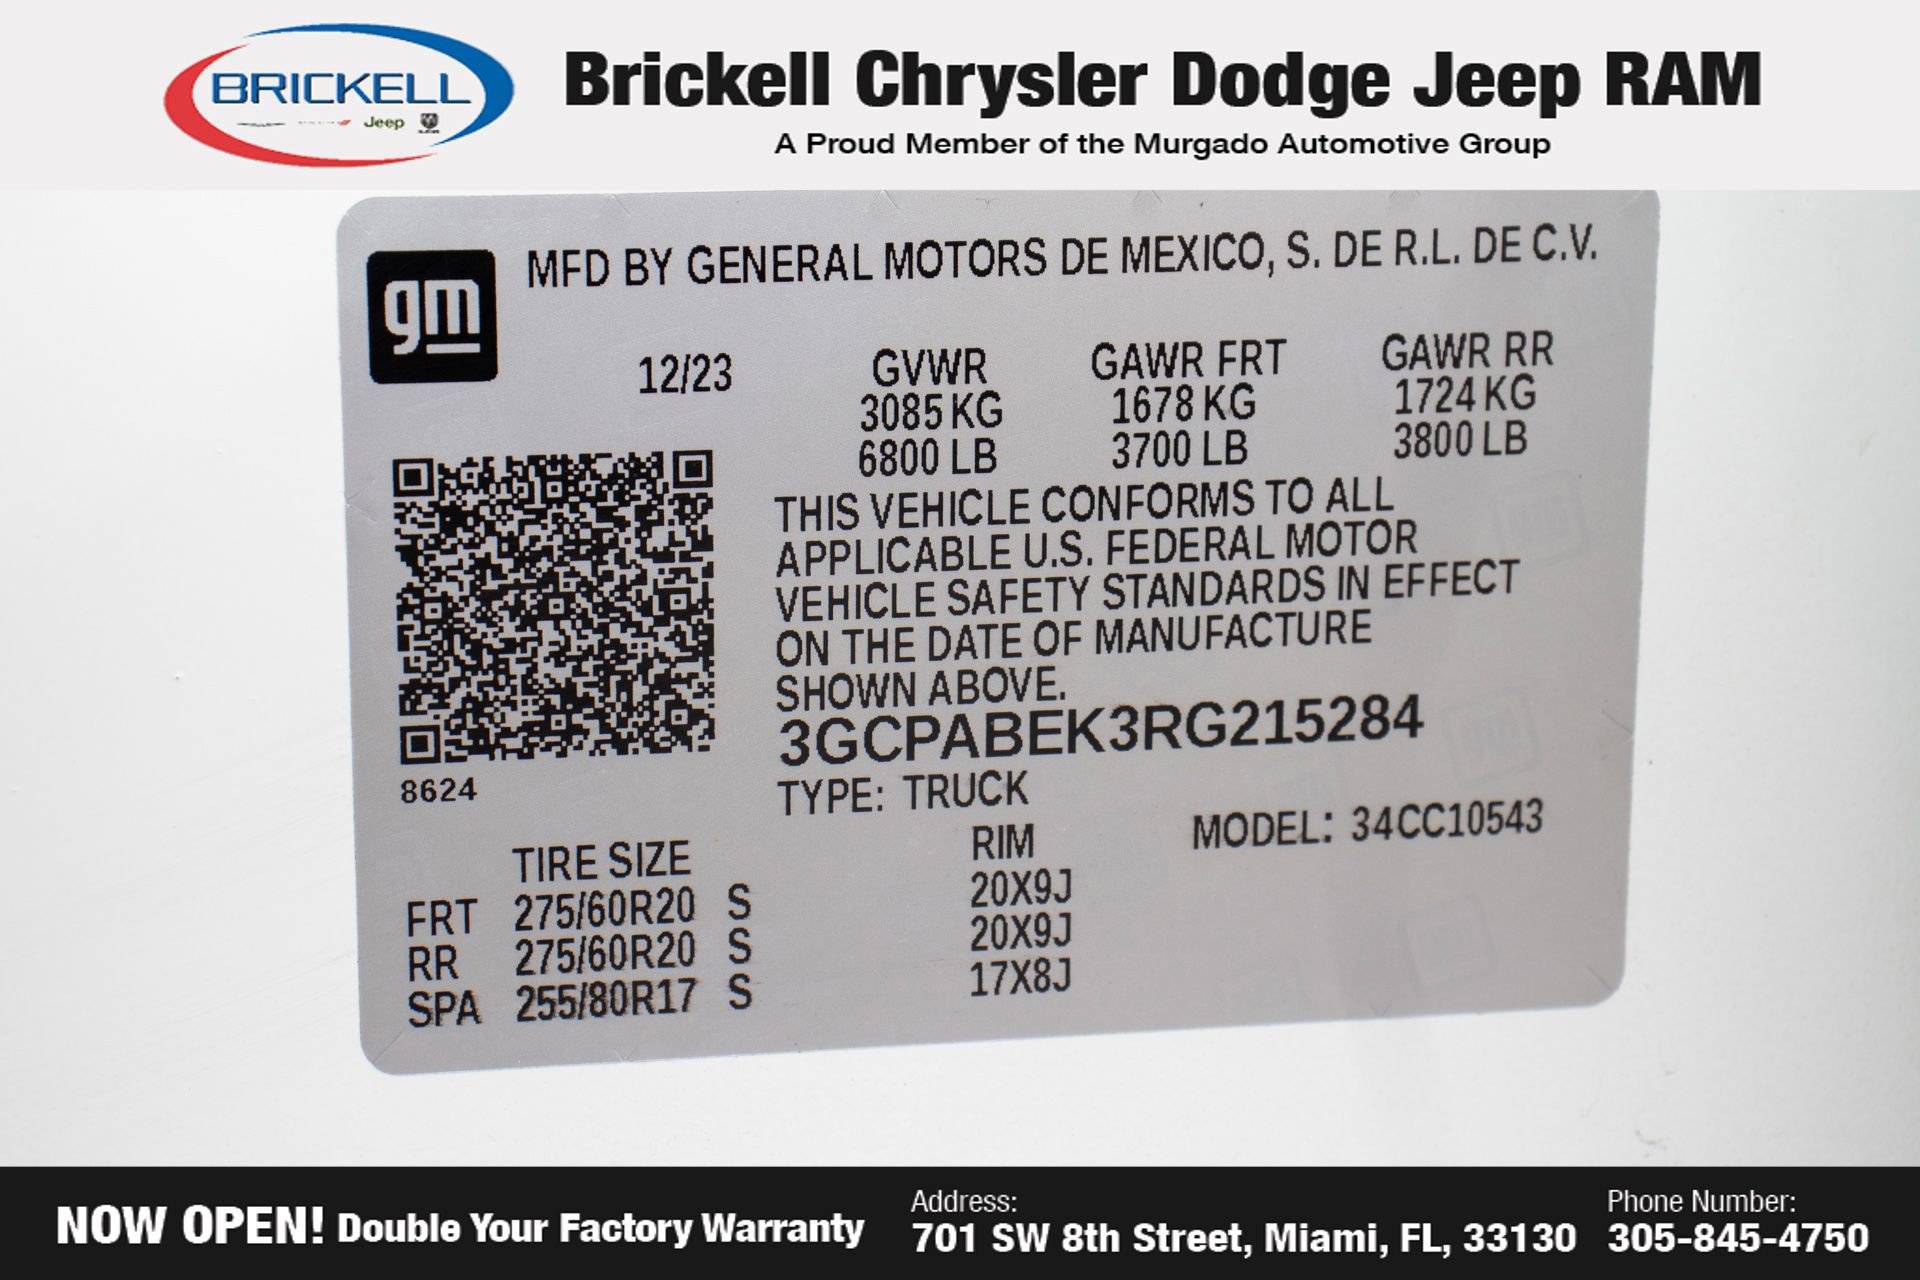 BRICKELL
Jeep
Brickell Chrysler Dodge Jeep RAM
A Proud Member of the Murgado Automotive Group
gm
MFD BY GENERAL MOTORS DE MEXICO, S. DE R.L. DE C.V.
12/23
GVWR GAWR FRT GAWR RR
3085 KG 1678 KG 1724 KG
6800 LB 3700 LB 3800 LB
THIS VEHICLE CONFORMS TO ALL
APPLICABLE U.S. FEDERAL MOTOR
VEHICLE SAFETY STANDARDS IN EFFECT
ON THE DATE OF MANUFACTURE
SHOWN ABOVE.
3GCPABEK3RG215284
8624
TYPE: TRUCK
MODEL: 34CC10543
TIRE SIZE RIM
FRT 275/60R20 S 20X9J
RR 275/60R20 S 20X9J
SPA 255/80R17 S 17X8J
NOW OPEN! Double Your Factory Warranty
Address:
701 SW 8th Street, Miami, FL, 33130
Phone Number:
305-845-4750